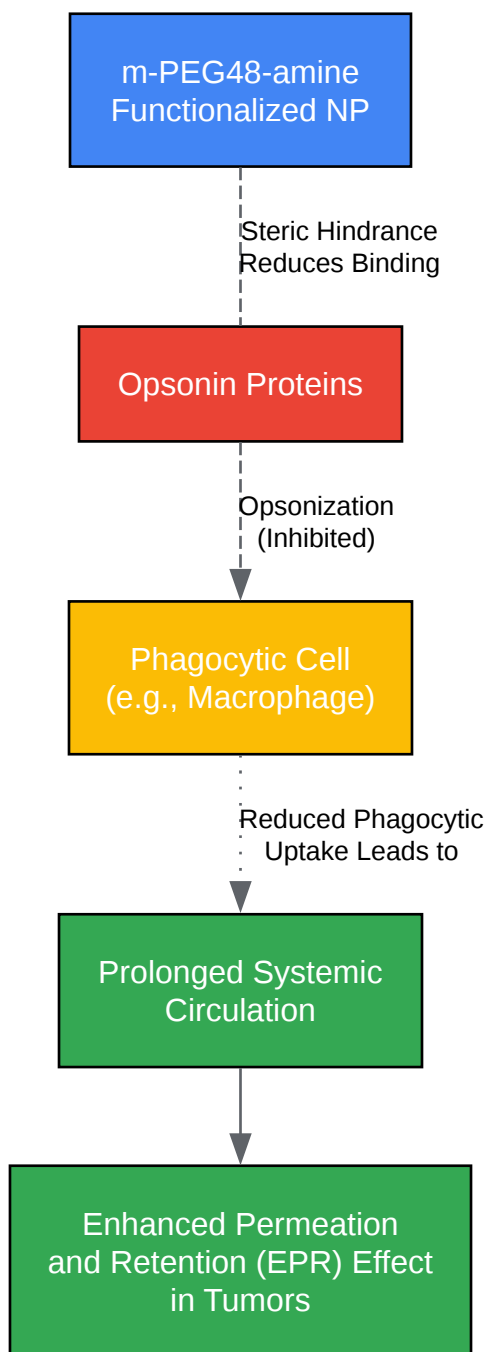 m-PEG48-amine
Functionalized NP
Steric Hindrance
Reduces Binding
Opsonin Proteins
Opsonization
(Inhibited)
Phagocytic Cell
(e.g., Macrophage)
Reduced Phagocytic
Uptake Leads to
Prolonged Systemic
Circulation
Enhanced Permeation
and Retention (EPR) Effect
in Tumors